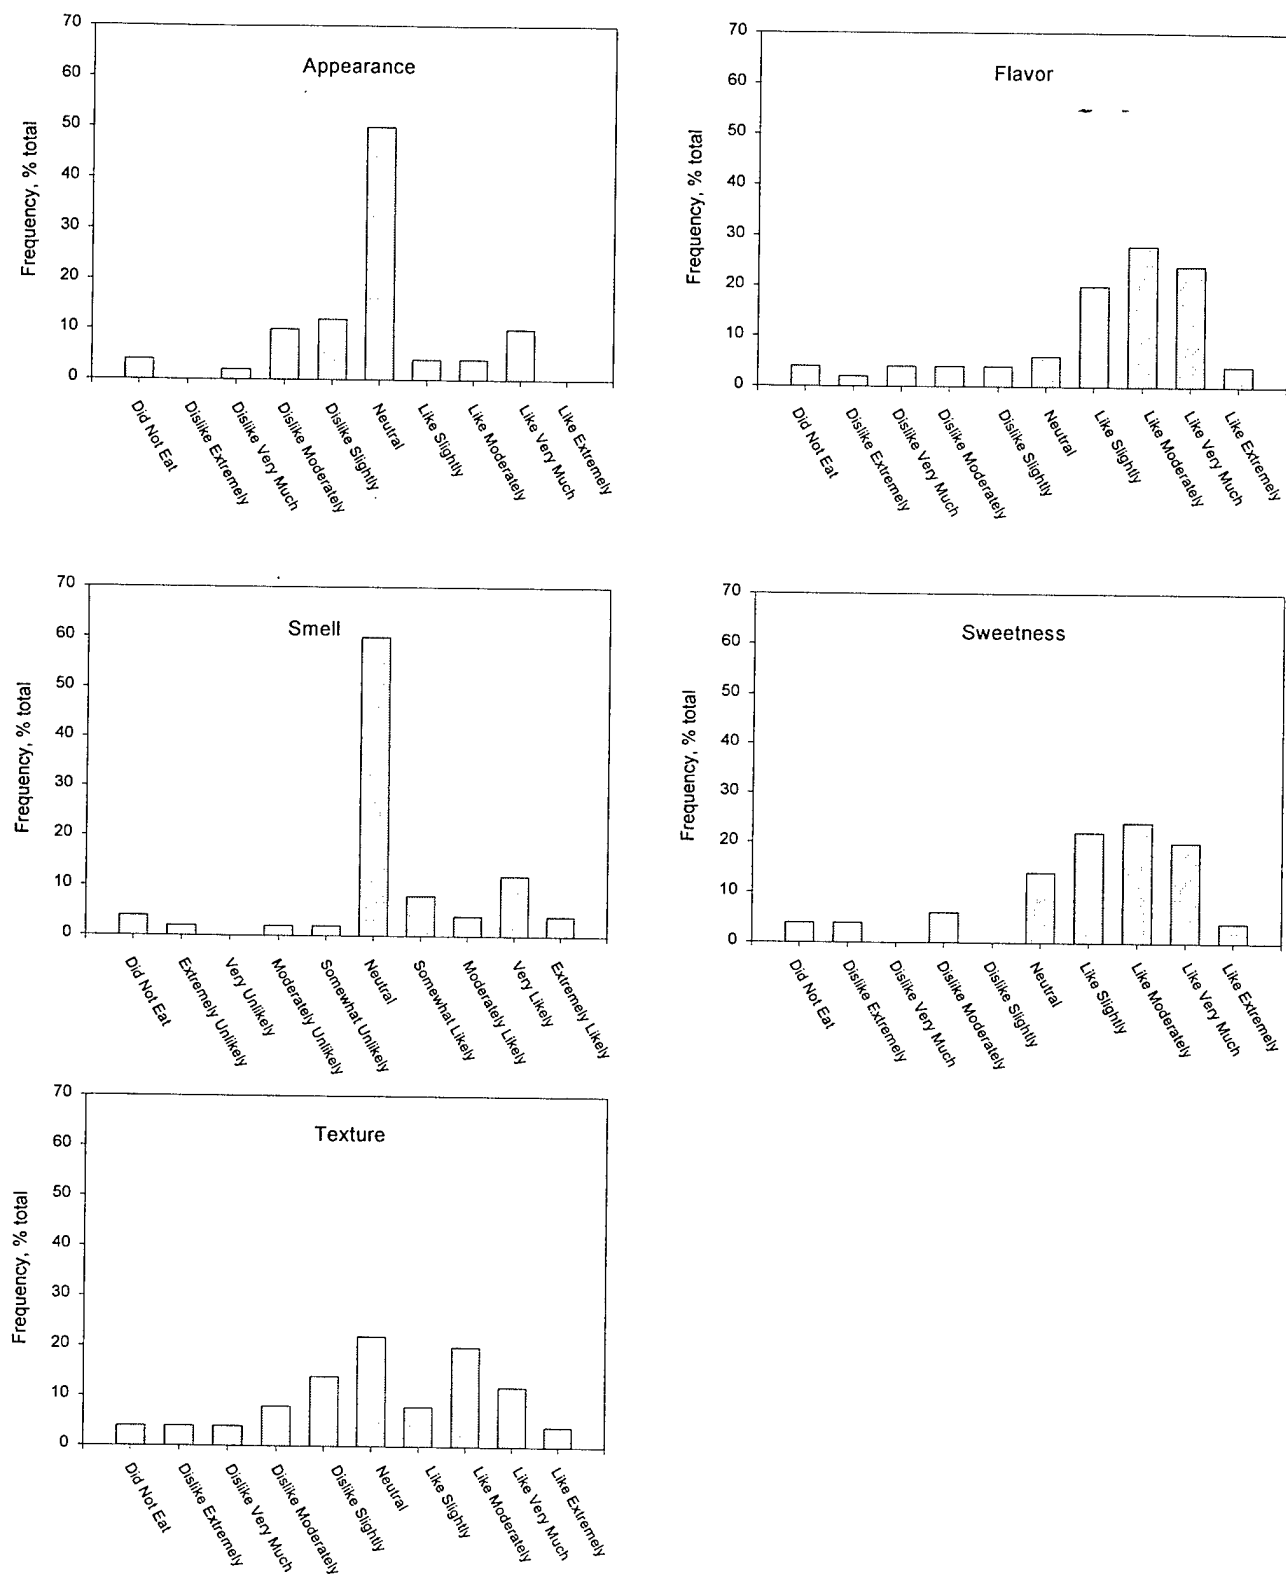 Appearance
Frequency, % total
70
60
50
40
30
20
10
0
Did Not Eat
Dislike Extremely
Dislike Very Much
Dislike Moderately
Dislike Slightly
Neutral
Like Slightly
Like Moderately
Like Very Much
Like Extremely
Flavor
Frequency, % total
70
60
50
40
30
20
10
0
Did Not Eat
Dislike Extremely
Dislike Very Much
Dislike Moderately
Dislike Slightly
Neutral
Like Slightly
Like Moderately
Like Very Much
Like Extremely
Smell
Frequency, % total
70
60
50
40
30
20
10
0
Did Not Eat
Extremely Unlikely
Very Unlikely
Moderately Unlikely
Somewhat Unlikely
Neutral
Somewhat Likely
Moderately Likely
Very Likely
Extremely Likely
Sweetness
Frequency, % total
70
60
50
40
30
20
10
0
Did Not Eat
Dislike Extremely
Dislike Very Much
Dislike Moderately
Dislike Slightly
Neutral
Like Slightly
Like Moderately
Like Very Much
Like Extremely
Texture
Frequency, % total
70
60
50
40
30
20
10
0
Did Not Eat
Dislike Extremely
Dislike Very Much
Dislike Moderately
Dislike Slightly
Neutral
Like Slightly
Like Moderately
Like Very Much
Like Extremely